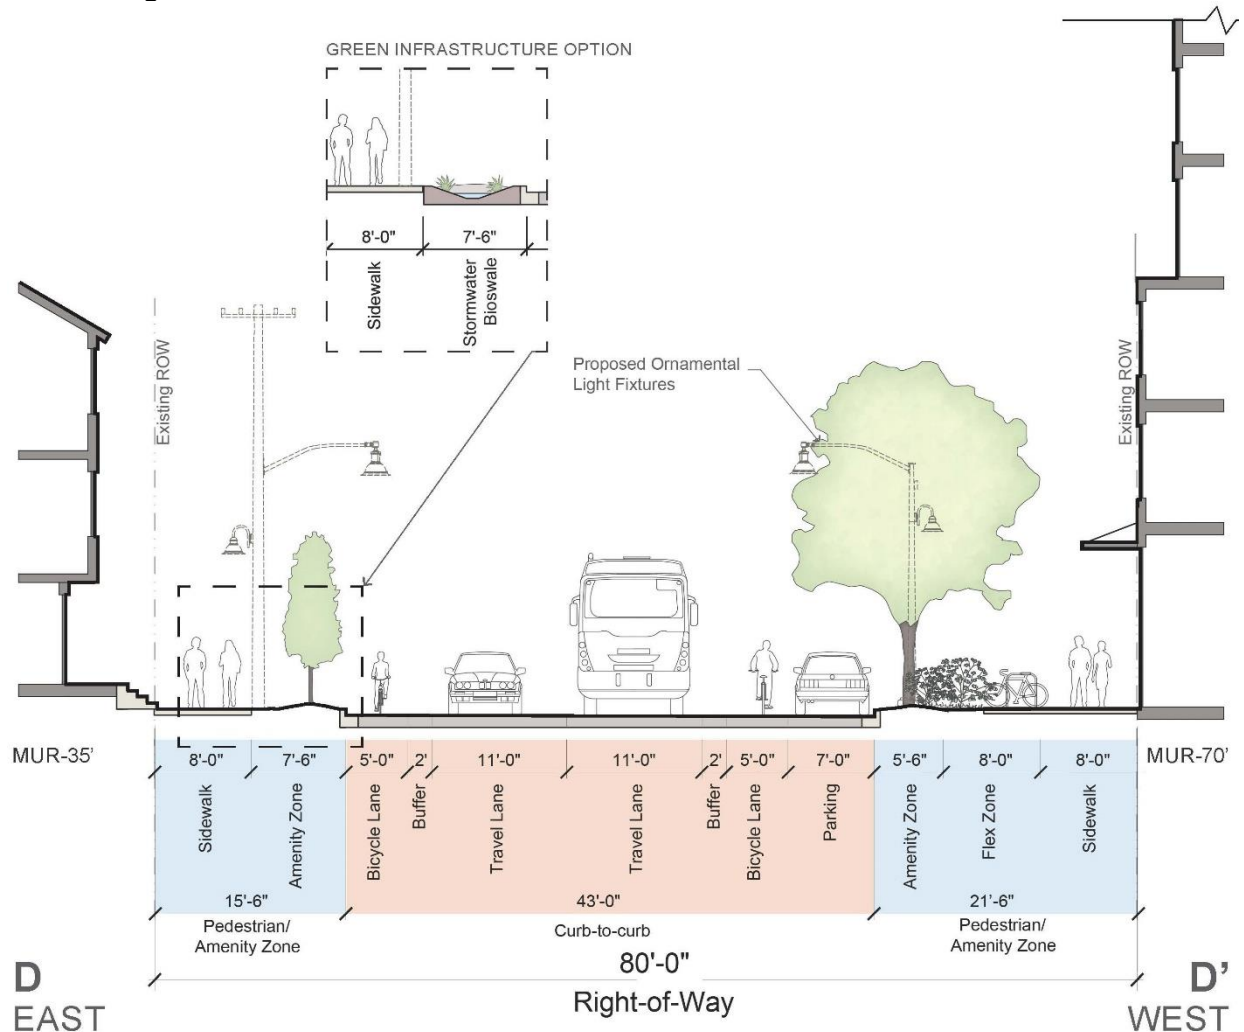 GREEN INFRASTRUCTURE OPTION
8'-0"
7'-6"
Sidewalk
Stormwater
Bioswale
Existing ROW
Proposed Ornamental
Light Fixtures
Existing ROW
MUR-35'
8'-0"
7'-6"
5'-0"
2'
11'-0"
11'-0"
2'
5'-0"
7'-0"
5'-6"
8'-0"
8'-0"
MUR-70'
Sidewalk
Amenity Zone
Bicycle Lane
Buffer
Travel Lane
Travel Lane
Buffer
Bicycle Lane
Parking
Amenity Zone
Flex Zone
Sidewalk
15'-6"
43'-0"
21'-6"
Pedestrian/
Amenity Zone
Curb-to-curb
Pedestrian/
Amenity Zone
80'-0"
Right-of-Way
D
EAST
D'
WEST